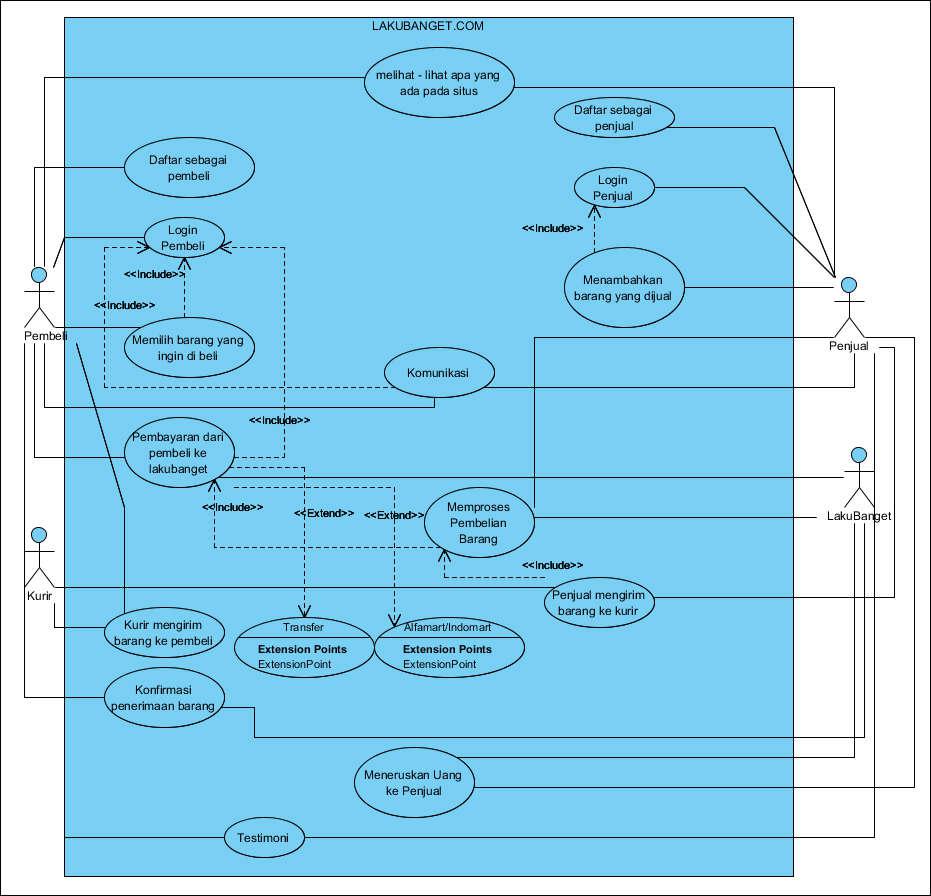 LAKUBANGET.COM
melihat - lihat apa yang
ada pada situs
Daftar sebagai
penjual
Daftar sebagai
pembeli
Login
Penjual
<<Include>>
Login
Pembeli
<<Include>>
<<Include>>
Menambahkan
barang yang dijual
Pembeli
Penjual
Memilih barang yang
ingin di beli
Komunikasi
<<Include>>
Pembayaran dari
pembeli ke
lakubanget
<<Include>>
<<Extend>>
<<Extend>>
Memproses
Pembelian
Barang
LakuBanget
<<Include>>
Kurir
Penjual mengirim
barang ke kurir
Kurir mengirim
barang ke pembeli
Transfer
Extension Points
ExtensionPoint
Alfamart/Indomart
Extension Points
ExtensionPoint
Konfirmasi
penerimaan barang
Meneruskan Uang
ke Penjual
Testimoni